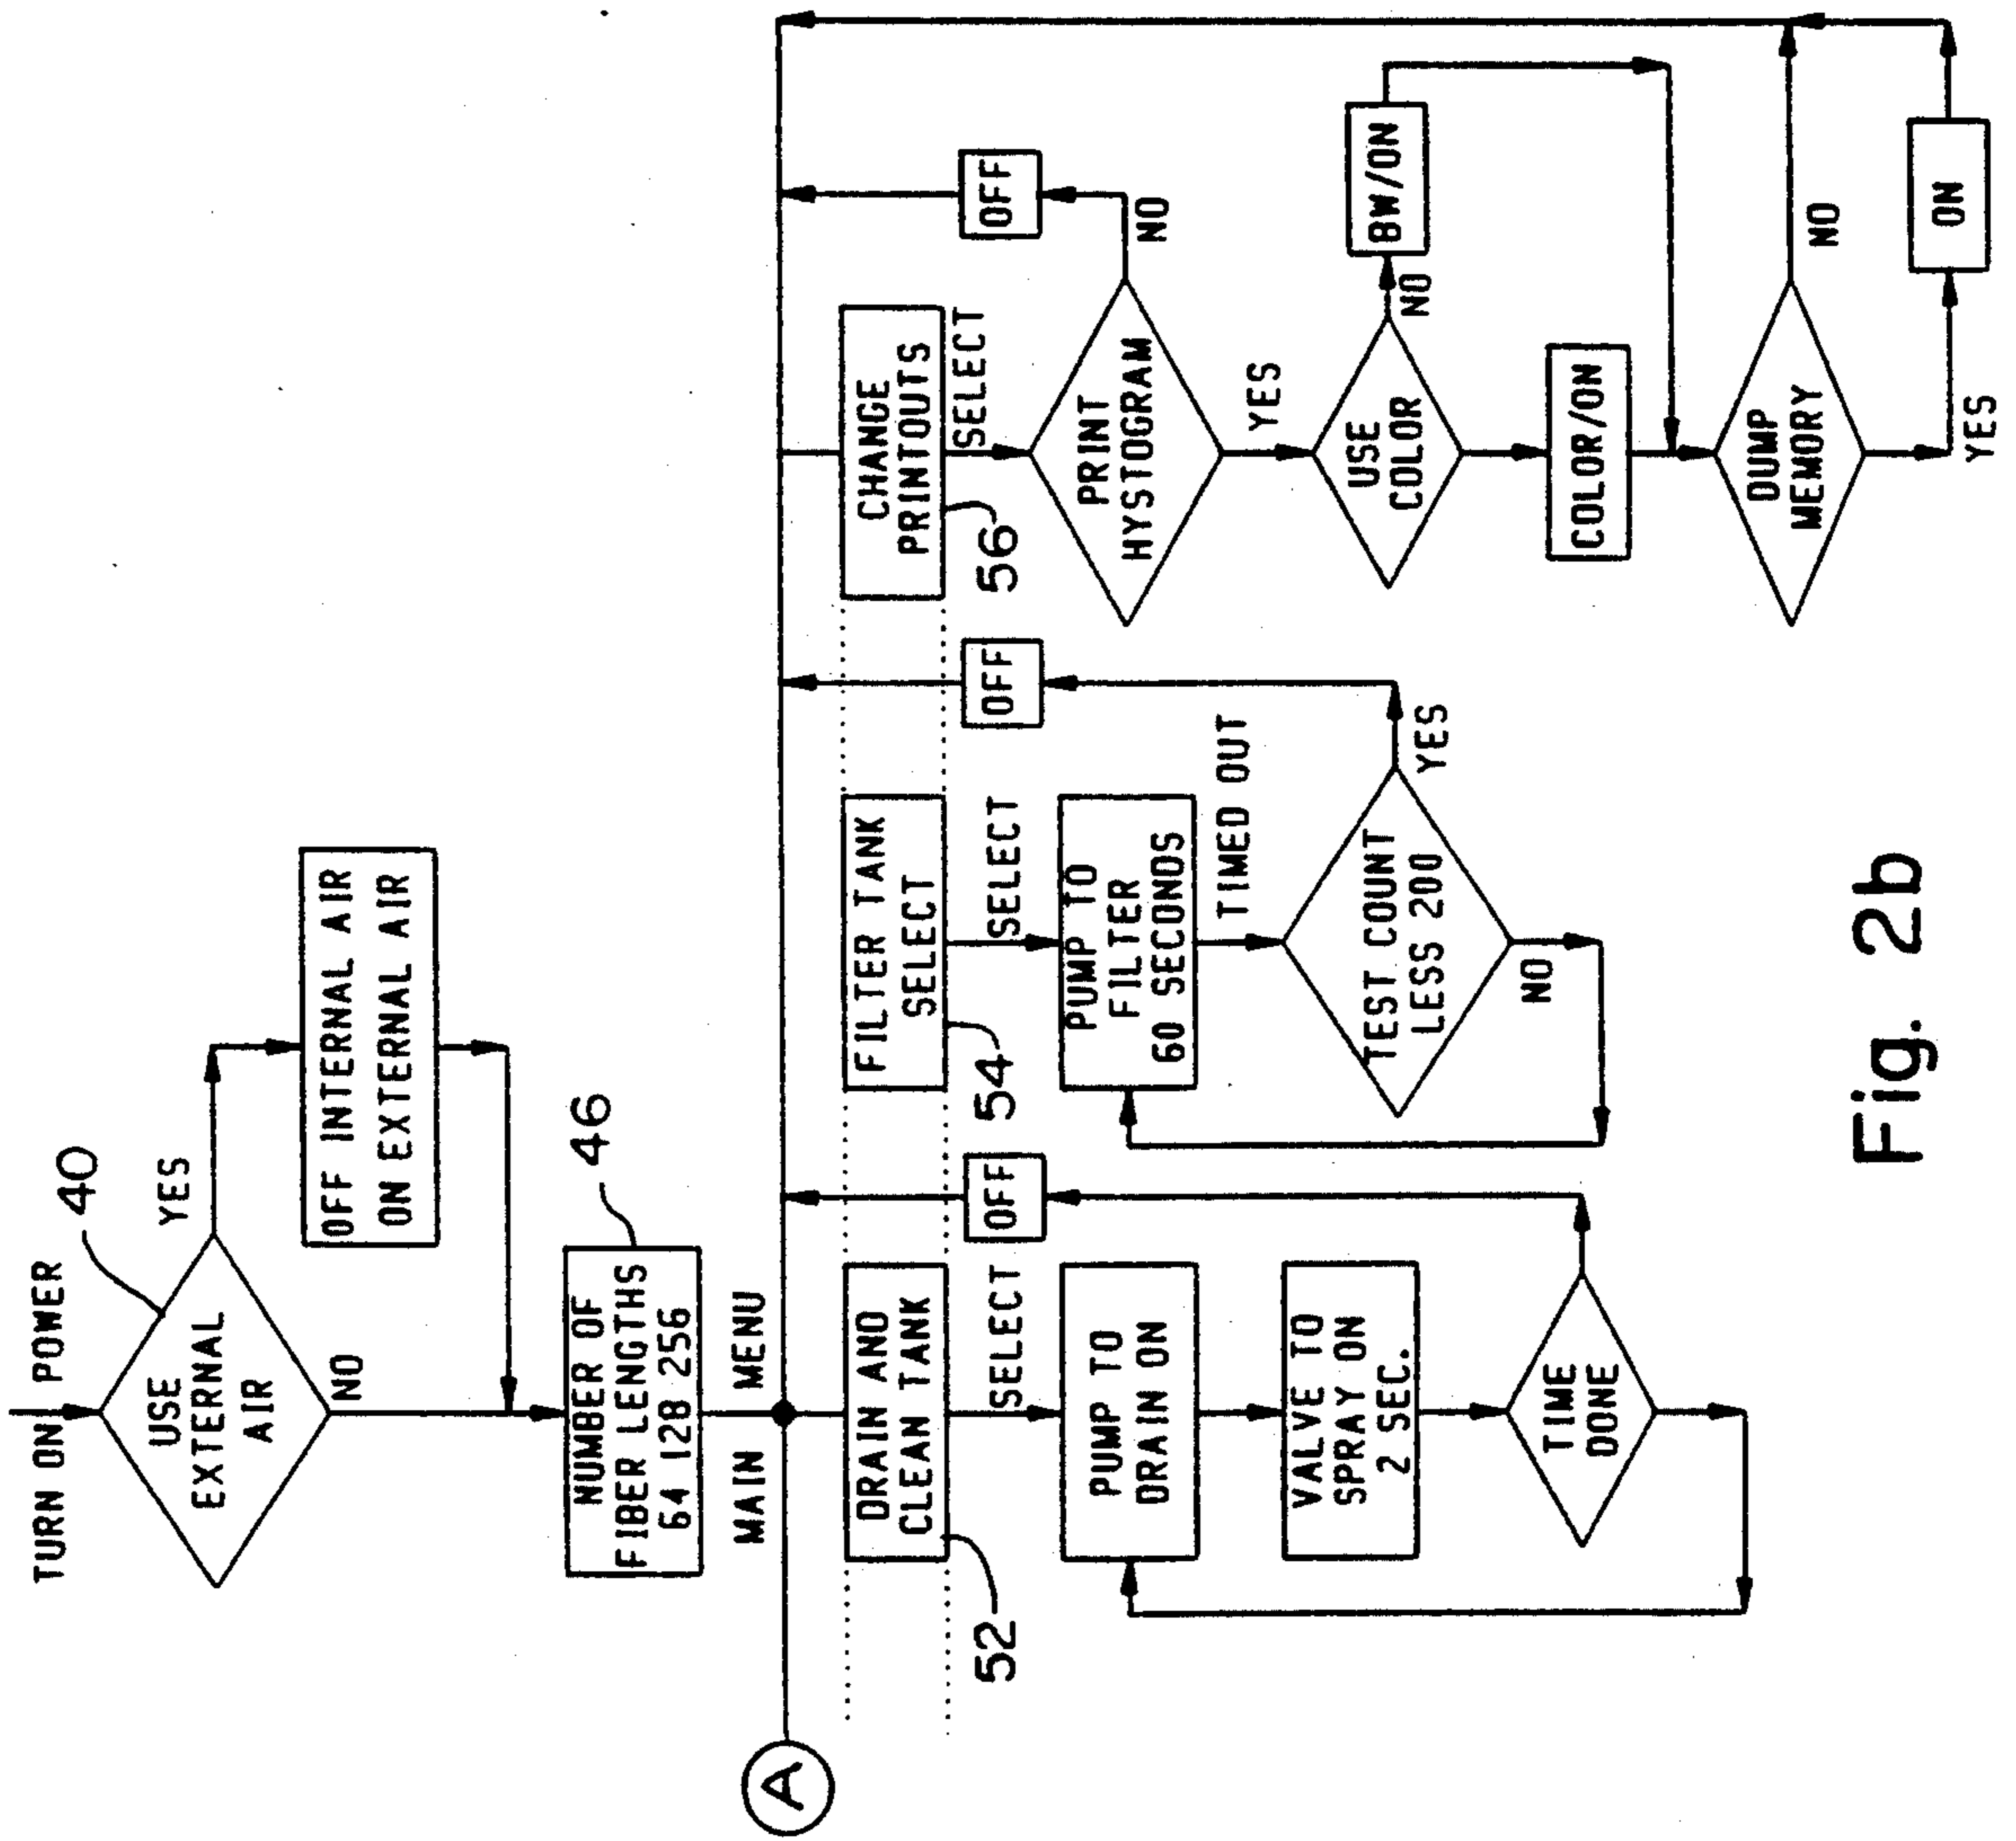 TURN ON POWER
40
USE
EXTERNAL
AIR
YES
NO
OFF INTERNAL AIR
ON EXTERNAL AIR
46
NUMBER OF
FIBER LENGTHS
64 128 256
MAIN MENU
A
DRAIN AND
CLEAN TANK
52
SELECT
PUMP TO
DRAIN ON
VALVE TO
SPRAY ON
2 SEC.
TIME
DONE
OFF
FILTER TANK
SELECT
54
SELECT
PUMP TO
FILTER
60 SECONDS
TIMED OUT
TEST COUNT
LESS 200
YES
NO
OFF
CHANGE
PRINTOUTS
56
SELECT
PRINT
HYSTOGRAM
NO
OFF
YES
USE
COLOR
NO
BW/ON
COLOR/ON
DUMP
MEMORY
NO
YES
ON
Fig. 2b